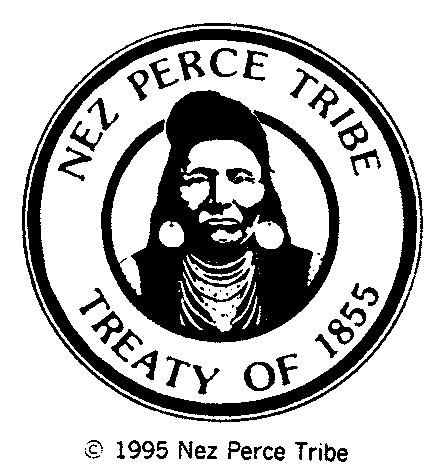 NEZ PERCE TRIBE
TREATY OF 1855
© 1995 Nez Perce Tribe